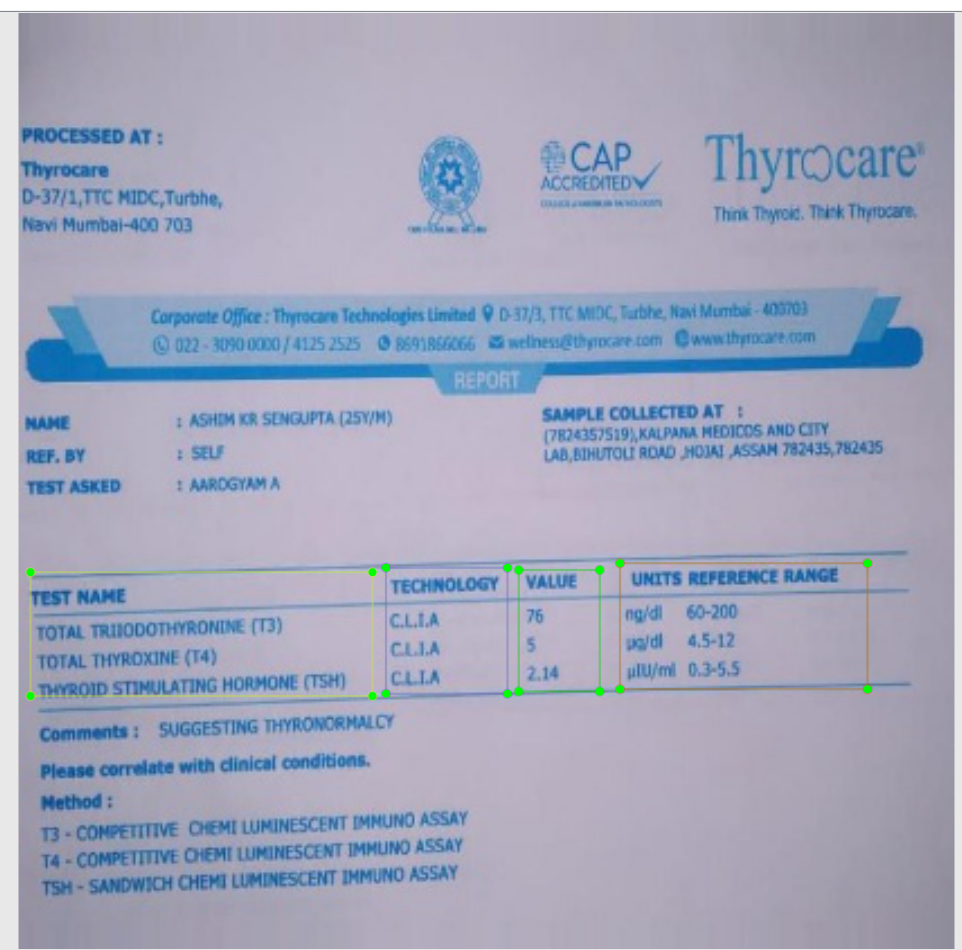 PROCESSED AT :
Thyrocare
D-37/1,TTC MIDC,Turbhe,
Navi Mumbai-400 703
CAP
ACCREDITED
COLLEGE of AMERICAN PATHOLOGISTS
Thyrocare®
Think Thyroid. Think Thyrocare.
Corporate Office : Thyrocare Technologies Limited D-37/3, TTC MIDC, Turbhe, Navi Mumbai - 400703
022 - 3090 0000 / 4125 2525 8691866066 wellness@thyrocare.com www.thyrocare.com
REPORT
NAME : ASHIM KR SENGUPTA (25Y/M)
REF. BY : SELF
TEST ASKED : AAROGYAM A
SAMPLE COLLECTED AT :
(7824357519),KALPANA MEDICOS AND CITY
LAB,BIHUTOLI ROAD ,HOJAI ,ASSAM 782435,782435
TEST NAME TECHNOLOGY VALUE UNITS REFERENCE RANGE
TOTAL TRIIODOTHYRONINE (T3) C.L.I.A 76 ng/dl 60-200
TOTAL THYROXINE (T4) C.L.I.A 5 µg/dl 4.5-12
THYROID STIMULATING HORMONE (TSH) C.L.I.A 2.14 µIU/ml 0.3-5.5
Comments : SUGGESTING THYRONORMALCY
Please correlate with clinical conditions.
Method :
T3 - COMPETITIVE CHEMI LUMINESCENT IMMUNO ASSAY
T4 - COMPETITIVE CHEMI LUMINESCENT IMMUNO ASSAY
TSH - SANDWICH CHEMI LUMINESCENT IMMUNO ASSAY